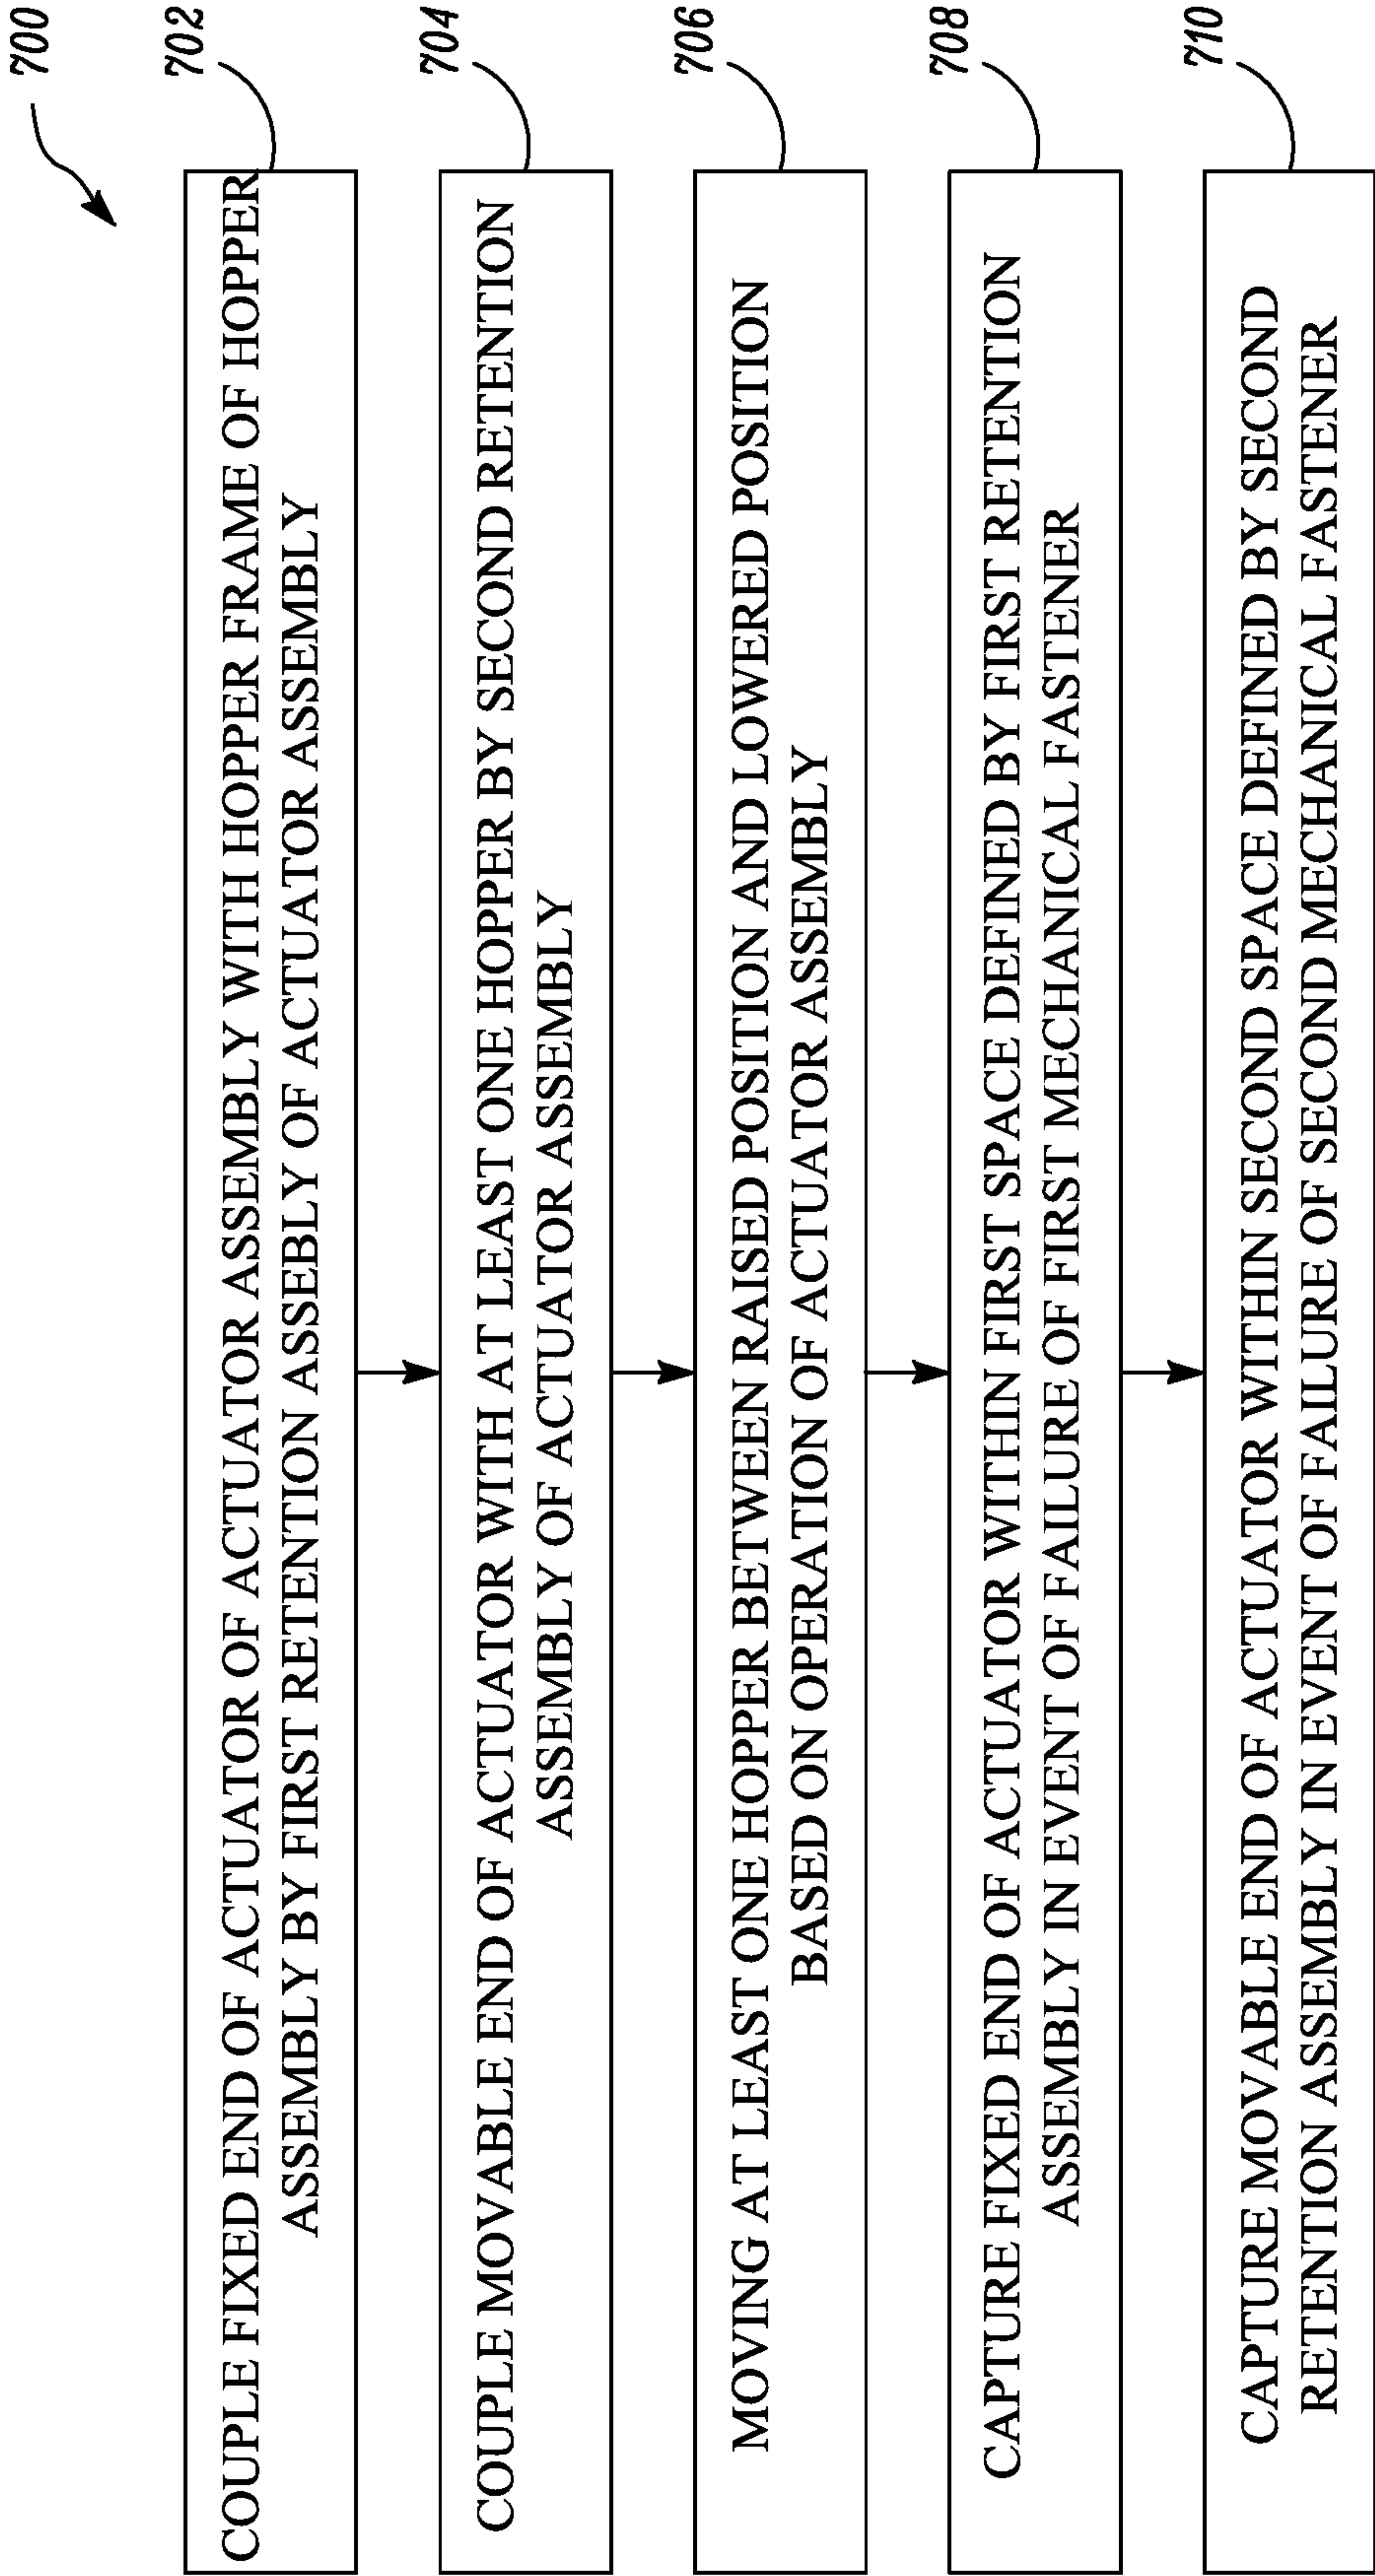 700
702
COUPLE FIXED END OF ACTUATOR OF ACTUATOR ASSEMBLY WITH HOPPER FRAME OF HOPPER
ASSEMBLY BY FIRST RETENTION ASSEBLY OF ACTUATOR ASSEMBLY
704
COUPLE MOVABLE END OF ACTUATOR WITH AT LEAST ONE HOPPER BY SECOND RETENTION
ASSEMBLY OF ACTUATOR ASSEMBLY
706
MOVING AT LEAST ONE HOPPER BETWEEN RAISED POSITION AND LOWERED POSITION
BASED ON OPERATION OF ACTUATOR ASSEMBLY
708
CAPTURE FIXED END OF ACTUATOR WITHIN FIRST SPACE DEFINED BY FIRST RETENTION
ASSEMBLY IN EVENT OF FAILURE OF FIRST MECHANICAL FASTENER
710
CAPTURE MOVABLE END OF ACTUATOR WITHIN SECOND SPACE DEFINED BY SECOND
RETENTION ASSEMBLY IN EVENT OF FAILURE OF SECOND MECHANICAL FASTENER